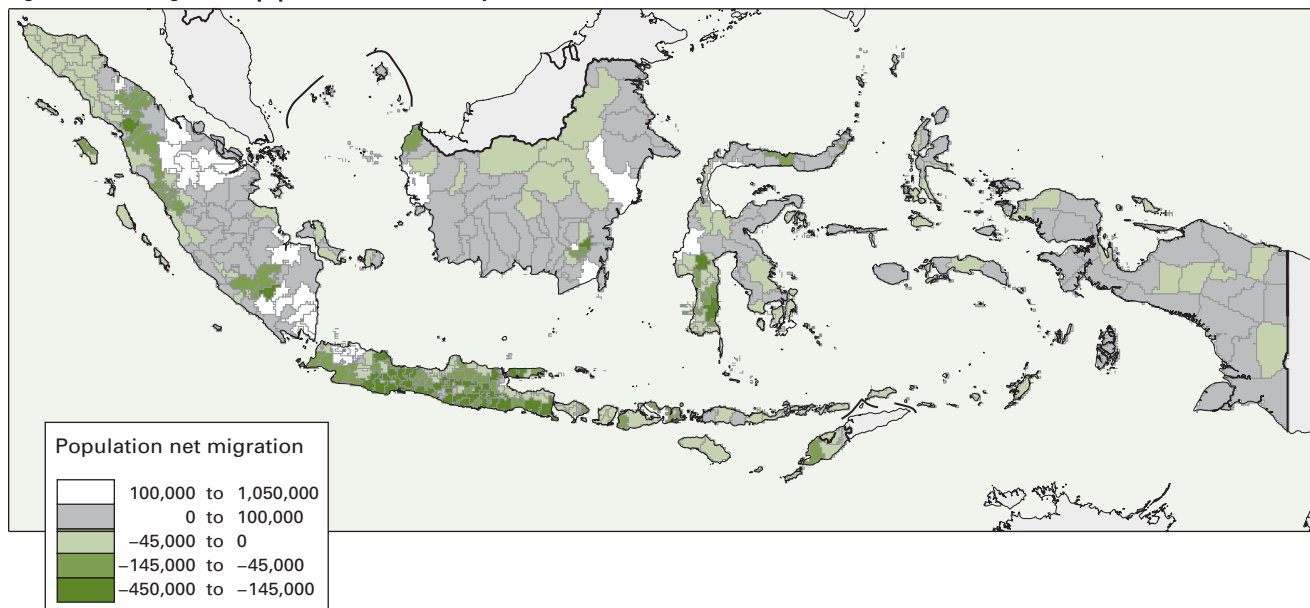 Population net migration
100,000 to 1,050,000
0 to 100,000
−45,000 to 0
−145,000 to −45,000
−450,000 to −145,000